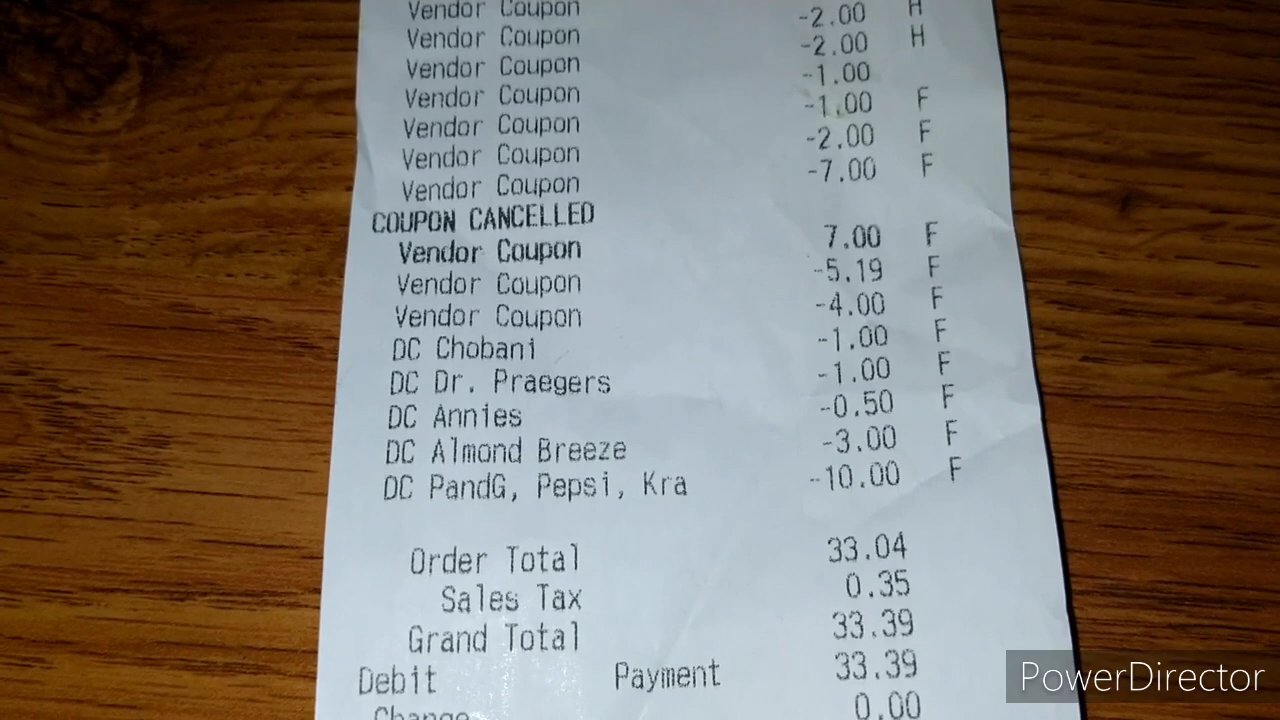 Vendor Coupon
Vendor Coupon -2.00 H
Vendor Coupon -2.00 H
Vendor Coupon -1.00
Vendor Coupon -1.00 F
Vendor Coupon -2.00 F
Vendor Coupon -7.00 F
COUPON CANCELLED
Vendor Coupon 7.00 F
Vendor Coupon -5.19 F
Vendor Coupon -4.00 F
DC Chobani -1.00 F
DC Dr. Praegers -1.00 F
DC Annies -0.50 F
DC Almond Breeze -3.00 F
DC PandG, Pepsi, Kra -10.00 F
Order Total 33.04
Sales Tax 0.35
Grand Total 33.39
Debit Payment 33.39
Change 0.00
PowerDirector